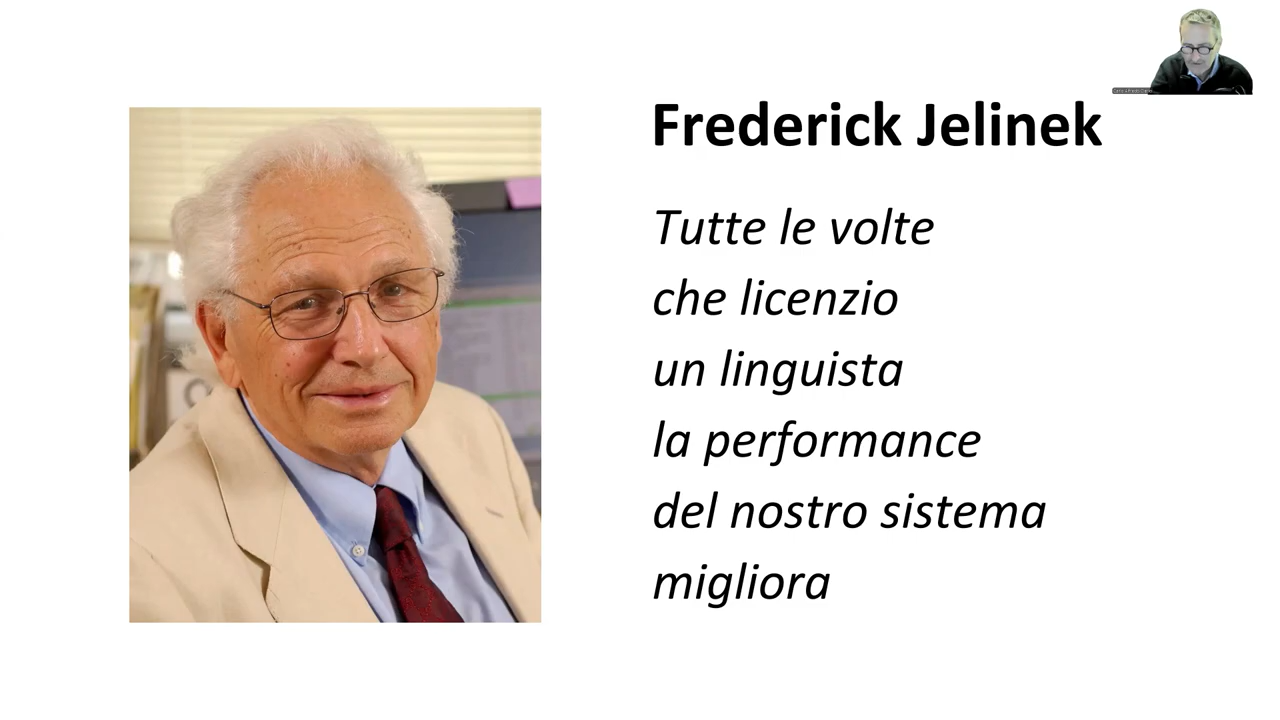 Frederick Jelinek
Tutte le volte
che licenzio
un linguista
la performance
del nostro sistema
migliora